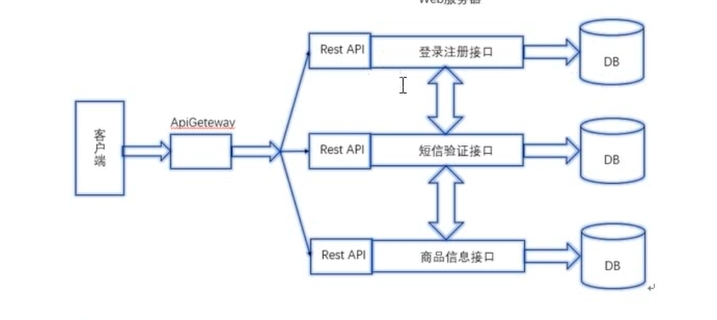 Web服务器
Rest API
登录注册接口
DB
ApiGeteway
客户端
Rest API
短信验证接口
DB
Rest API
商品信息接口
DB